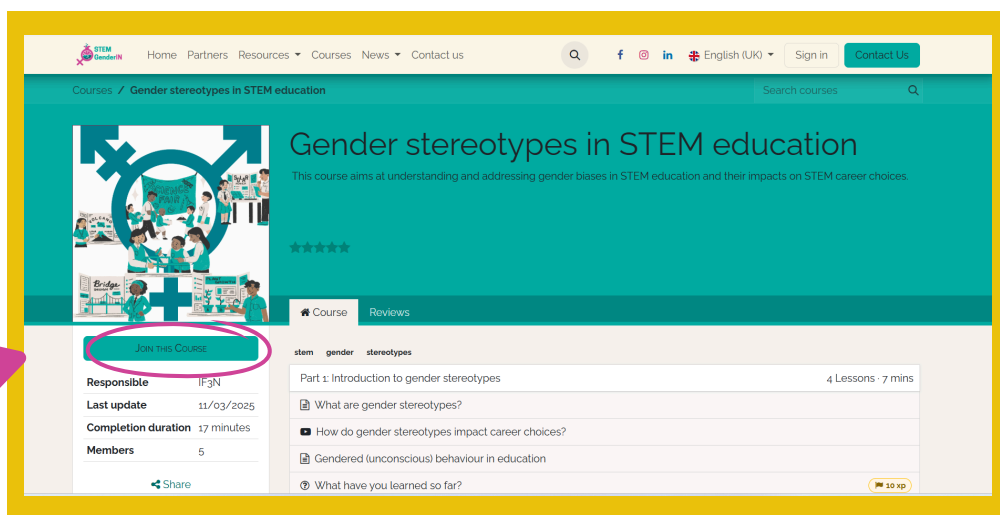 STEM
GenderIN
Home Partners Resources Courses News Contact us
English (UK)
Sign in
Contact Us
Courses / Gender stereotypes in STEM education
Search courses
SCIENCE FAIR
VOLCANO
Bridge
Gender stereotypes in STEM education
This course aims at understanding and addressing gender biases in STEM education and their impacts on STEM career choices.
Course
Reviews
JOIN THIS COURSE
Responsible IF3N
Last update 11/03/2025
Completion duration 17 minutes
Members 5
Share
stem gender stereotypes
Part 1: Introduction to gender stereotypes 4 Lessons · 7 mins
What are gender stereotypes?
How do gender stereotypes impact career choices?
Gendered (unconscious) behaviour in education
What have you learned so far? 10 xp